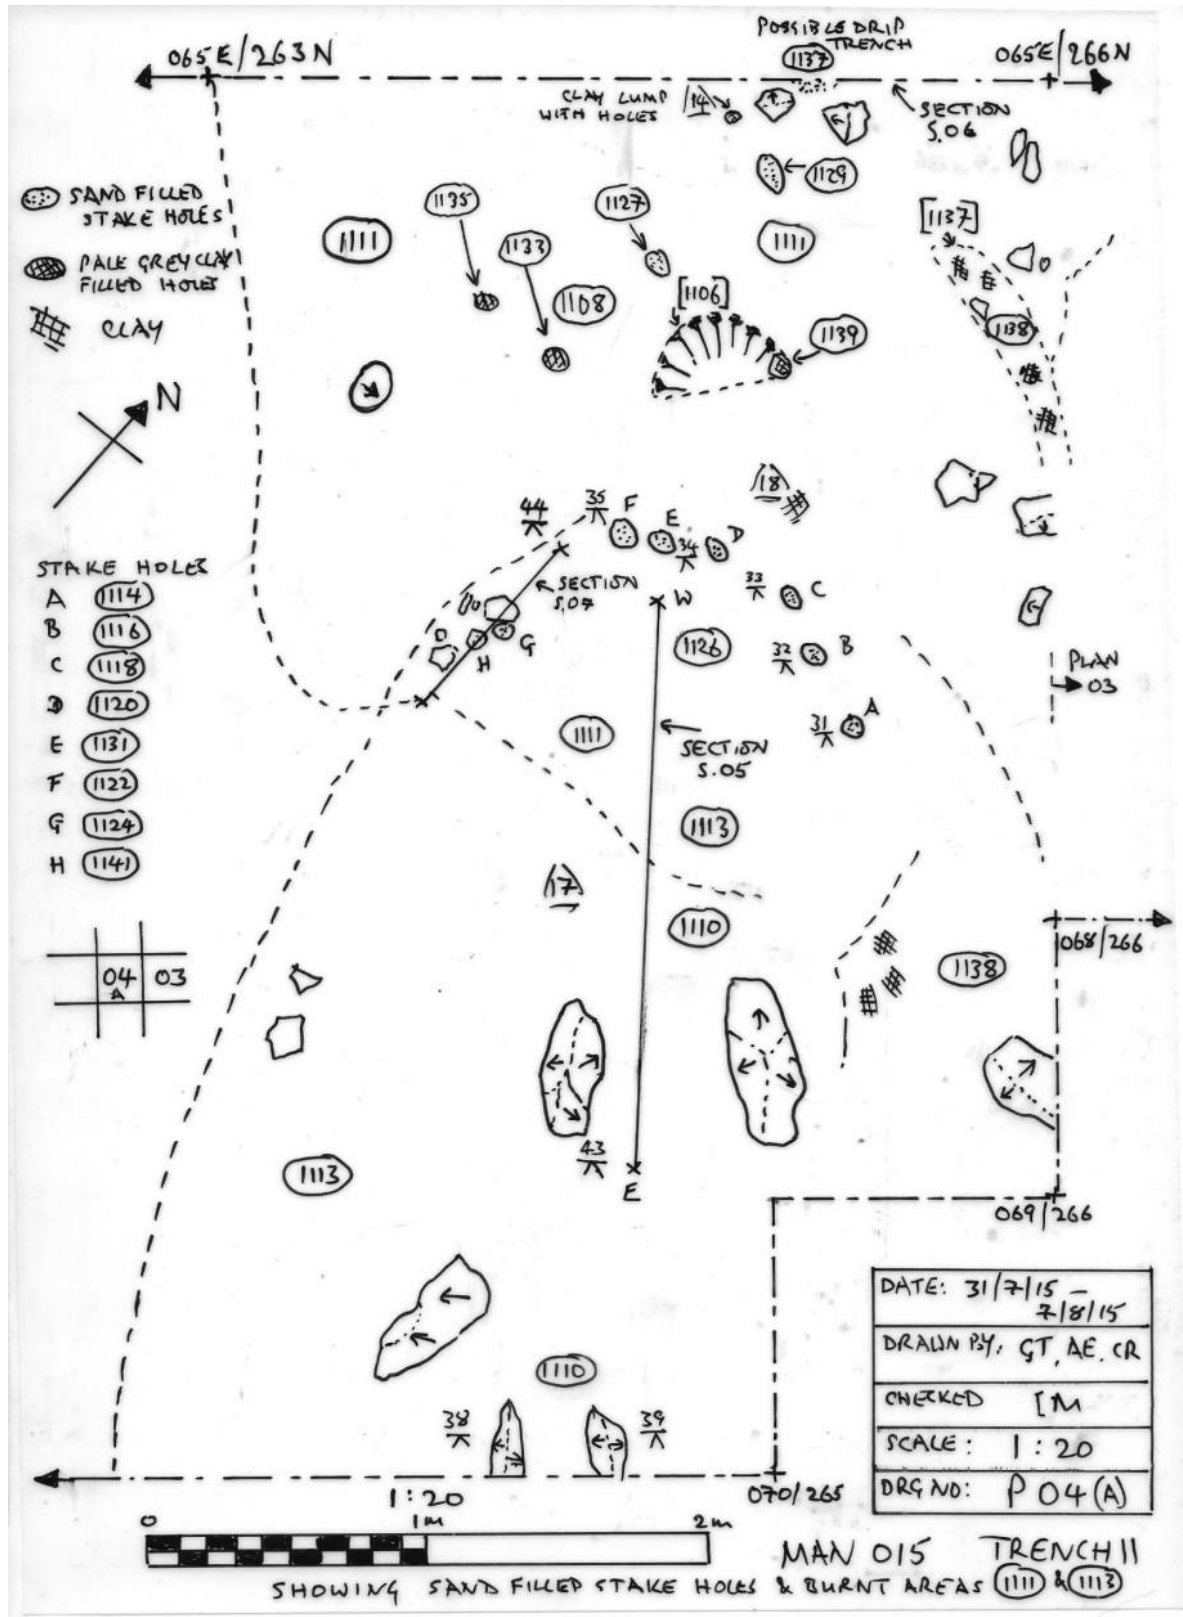 065E/263N
POSSIBLE DRIP
TRENCH
1137
065E/266N
CLAY LUMP
WITH HOLES
14
SECTION
S.06
1129
SAND FILLED
STAKE HOLES
1135
1127
[1137]
1111
1133
1111
PALE GREY CLAY
FILLED HOLES
1108
[1106]
CLAY
1139
1138
N
18
44
35
F
E
34
D
STAKE HOLES
A 1114
B 1116
C 1118
D 1120
E 1131
F 1122
G 1124
H 1141
SECTION
S.07
W
33
C
G
H
1126
32
B
PLAN
03
31
A
1111
SECTION
S.05
1113
17
1110
068/266
04 03
A
1138
43
E
1113
069/266
DATE: 31/7/15 –
7/8/15
DRAWN BY: GT, AE, CR
CHECKED
SCALE: 1:20
DRG NO: P 04 (A)
1110
38
39
070/265
1:20
0 1m 2m
MAN 015 TRENCH 11
SHOWING SAND FILLED STAKE HOLES & BURNT AREAS 1111 & 1113